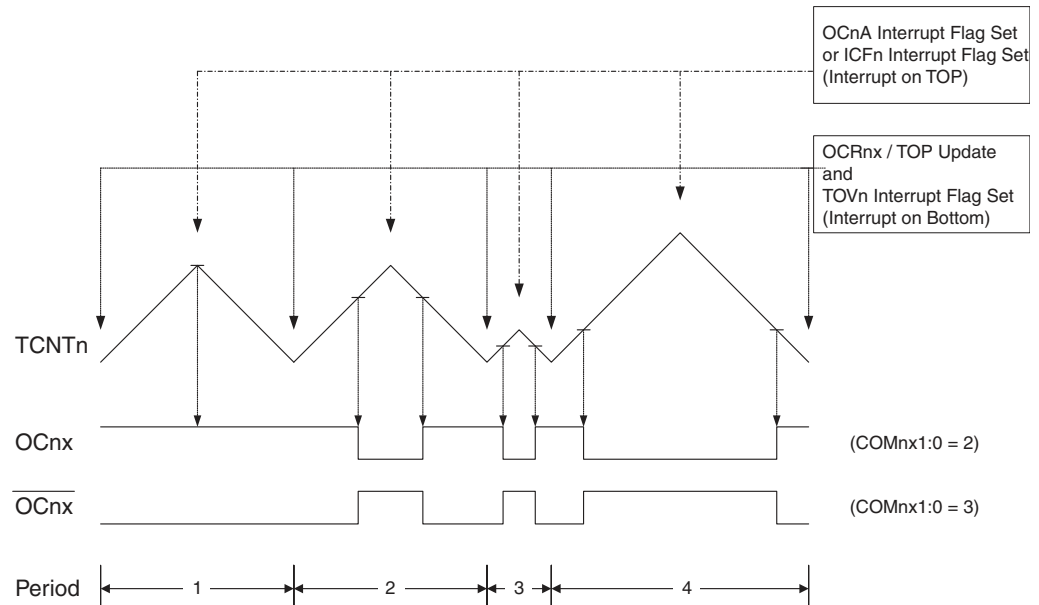 OCnA Interrupt Flag Set
or ICFn Interrupt Flag Set
(Interrupt on TOP)
OCRnx / TOP Update
and
TOVn Interrupt Flag Set
(Interrupt on Bottom)
TCNTn
OCnx
(COMnx1:0 = 2)
OCnx
(COMnx1:0 = 3)
Period
1
2
3
4